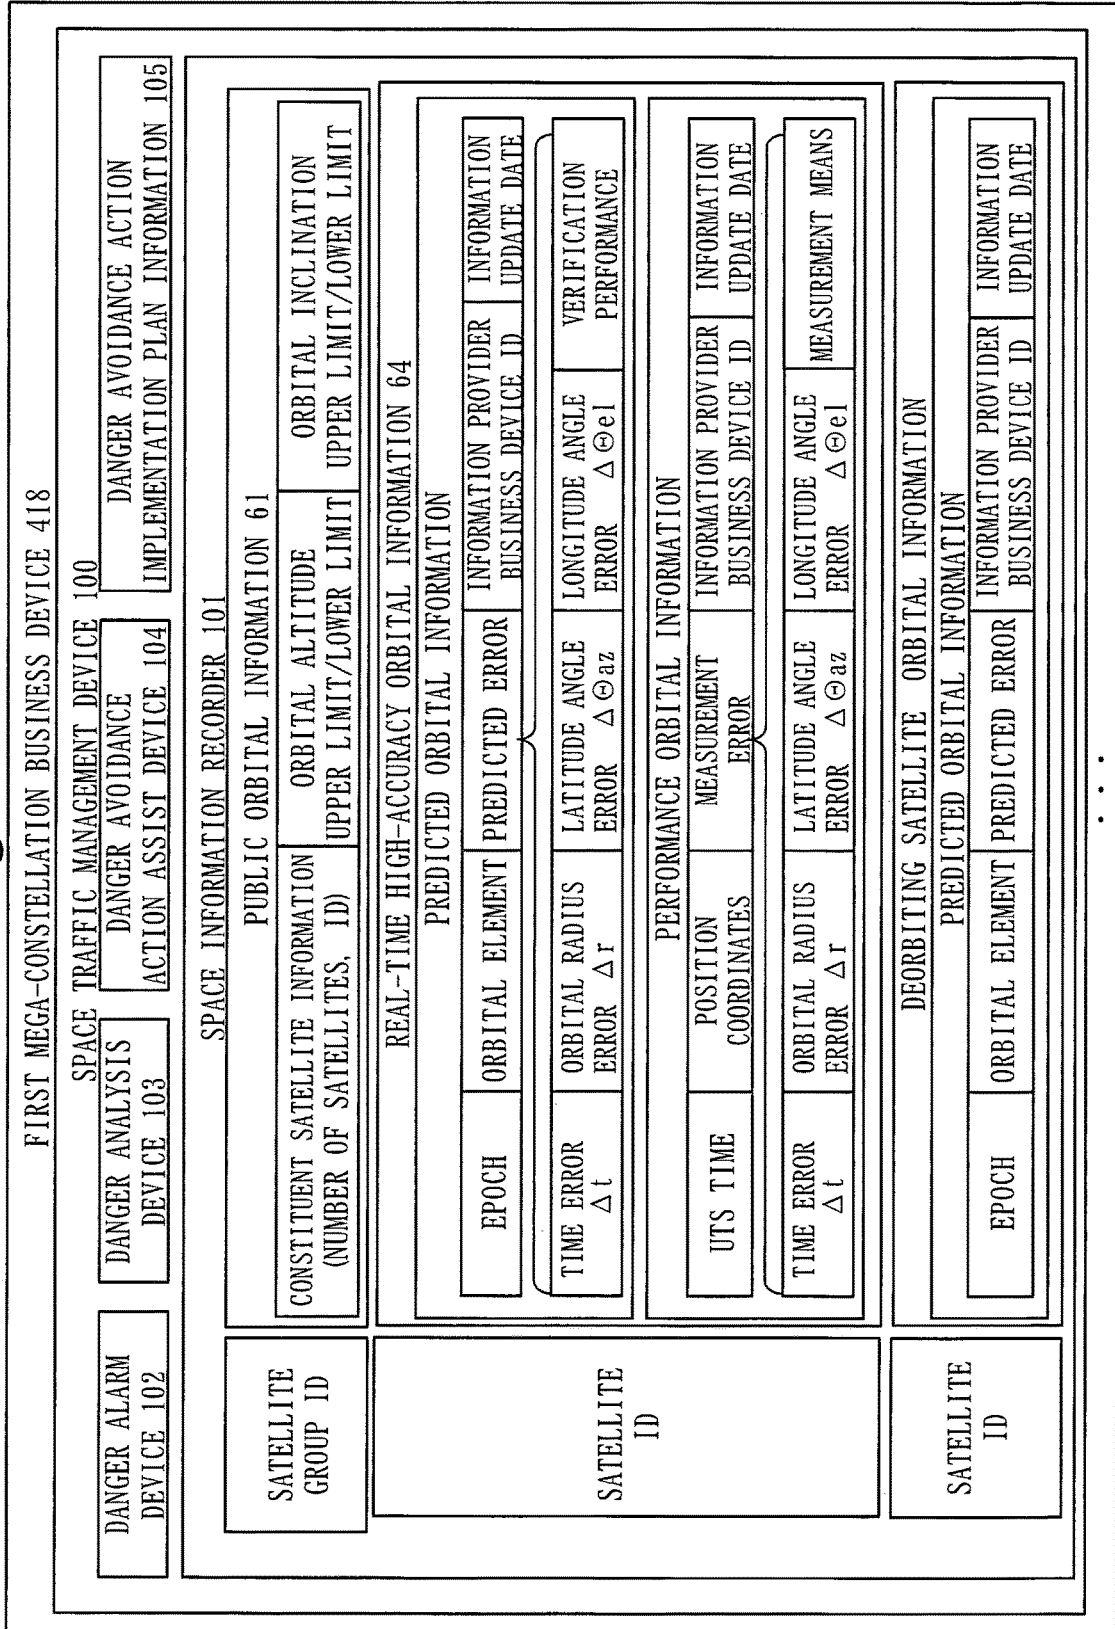 FIRST MEGA-CONSTELLATION BUSINESS DEVICE 418
SPACE TRAFFIC MANAGEMENT DEVICE 100
DANGER ALARM
DEVICE 102
DANGER ANALYSIS
DEVICE 103
DANGER AVOIDANCE
ACTION ASSIST DEVICE 104
DANGER AVOIDANCE ACTION
IMPLEMENTATION PLAN INFORMATION 105
SPACE INFORMATION RECORDER 101
SATELLITE
GROUP ID
PUBLIC ORBITAL INFORMATION 61
CONSTITUENT SATELLITE INFORMATION
(NUMBER OF SATELLITES, ID)
ORBITAL ALTITUDE
UPPER LIMIT/LOWER LIMIT
ORBITAL INCLINATION
UPPER LIMIT/LOWER LIMIT
SATELLITE
ID
REAL-TIME HIGH-ACCURACY ORBITAL INFORMATION 64
PREDICTED ORBITAL INFORMATION
EPOCH
ORBITAL ELEMENT
PREDICTED ERROR
INFORMATION PROVIDER
BUSINESS DEVICE ID
INFORMATION
UPDATE DATE
TIME ERROR
Δt
ORBITAL RADIUS
ERROR Δr
LATITUDE ANGLE
ERROR ΔΘaz
LONGITUDE ANGLE
ERROR ΔΘel
VERIFICATION
PERFORMANCE
PERFORMANCE ORBITAL INFORMATION
UTS TIME
POSITION
COORDINATES
MEASUREMENT
ERROR
INFORMATION PROVIDER
BUSINESS DEVICE ID
INFORMATION
UPDATE DATE
TIME ERROR
Δt
ORBITAL RADIUS
ERROR Δr
LATITUDE ANGLE
ERROR ΔΘaz
LONGITUDE ANGLE
ERROR ΔΘel
MEASUREMENT MEANS
SATELLITE
ID
DEORBITING SATELLITE ORBITAL INFORMATION
PREDICTED ORBITAL INFORMATION
EPOCH
ORBITAL ELEMENT
PREDICTED ERROR
INFORMATION PROVIDER
BUSINESS DEVICE ID
INFORMATION
UPDATE DATE
...